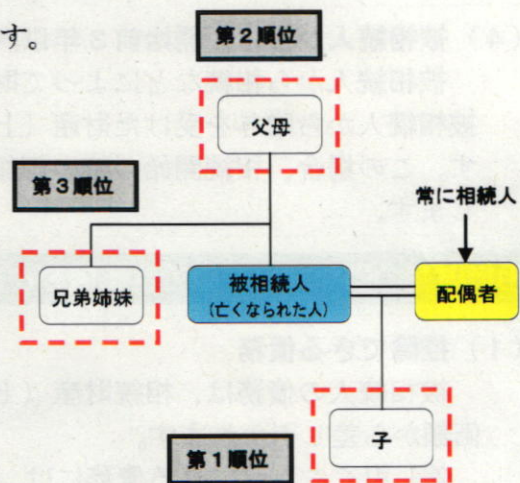 す。
第２順位
父母
第３順位
常に相続人
兄弟姉妹
被相続人
(亡くなられた人)
配偶者
子
第１順位